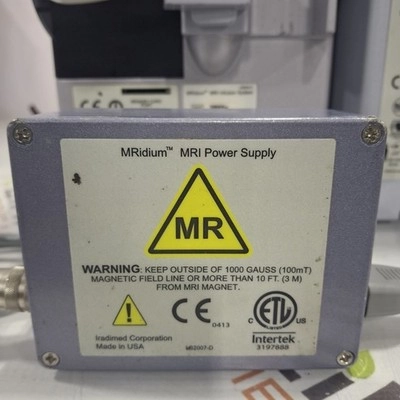 MRidium™ MRI Power Supply
MR
WARNING: KEEP OUTSIDE OF 1000 GAUSS (100mT)
MAGNETIC FIELD LINE OR MORE THAN 10 FT. (3 M)
FROM MRI MAGNET.
!
CE 0413
C ETL US
Intertek
3197888
Iradimed Corporation
Made in USA